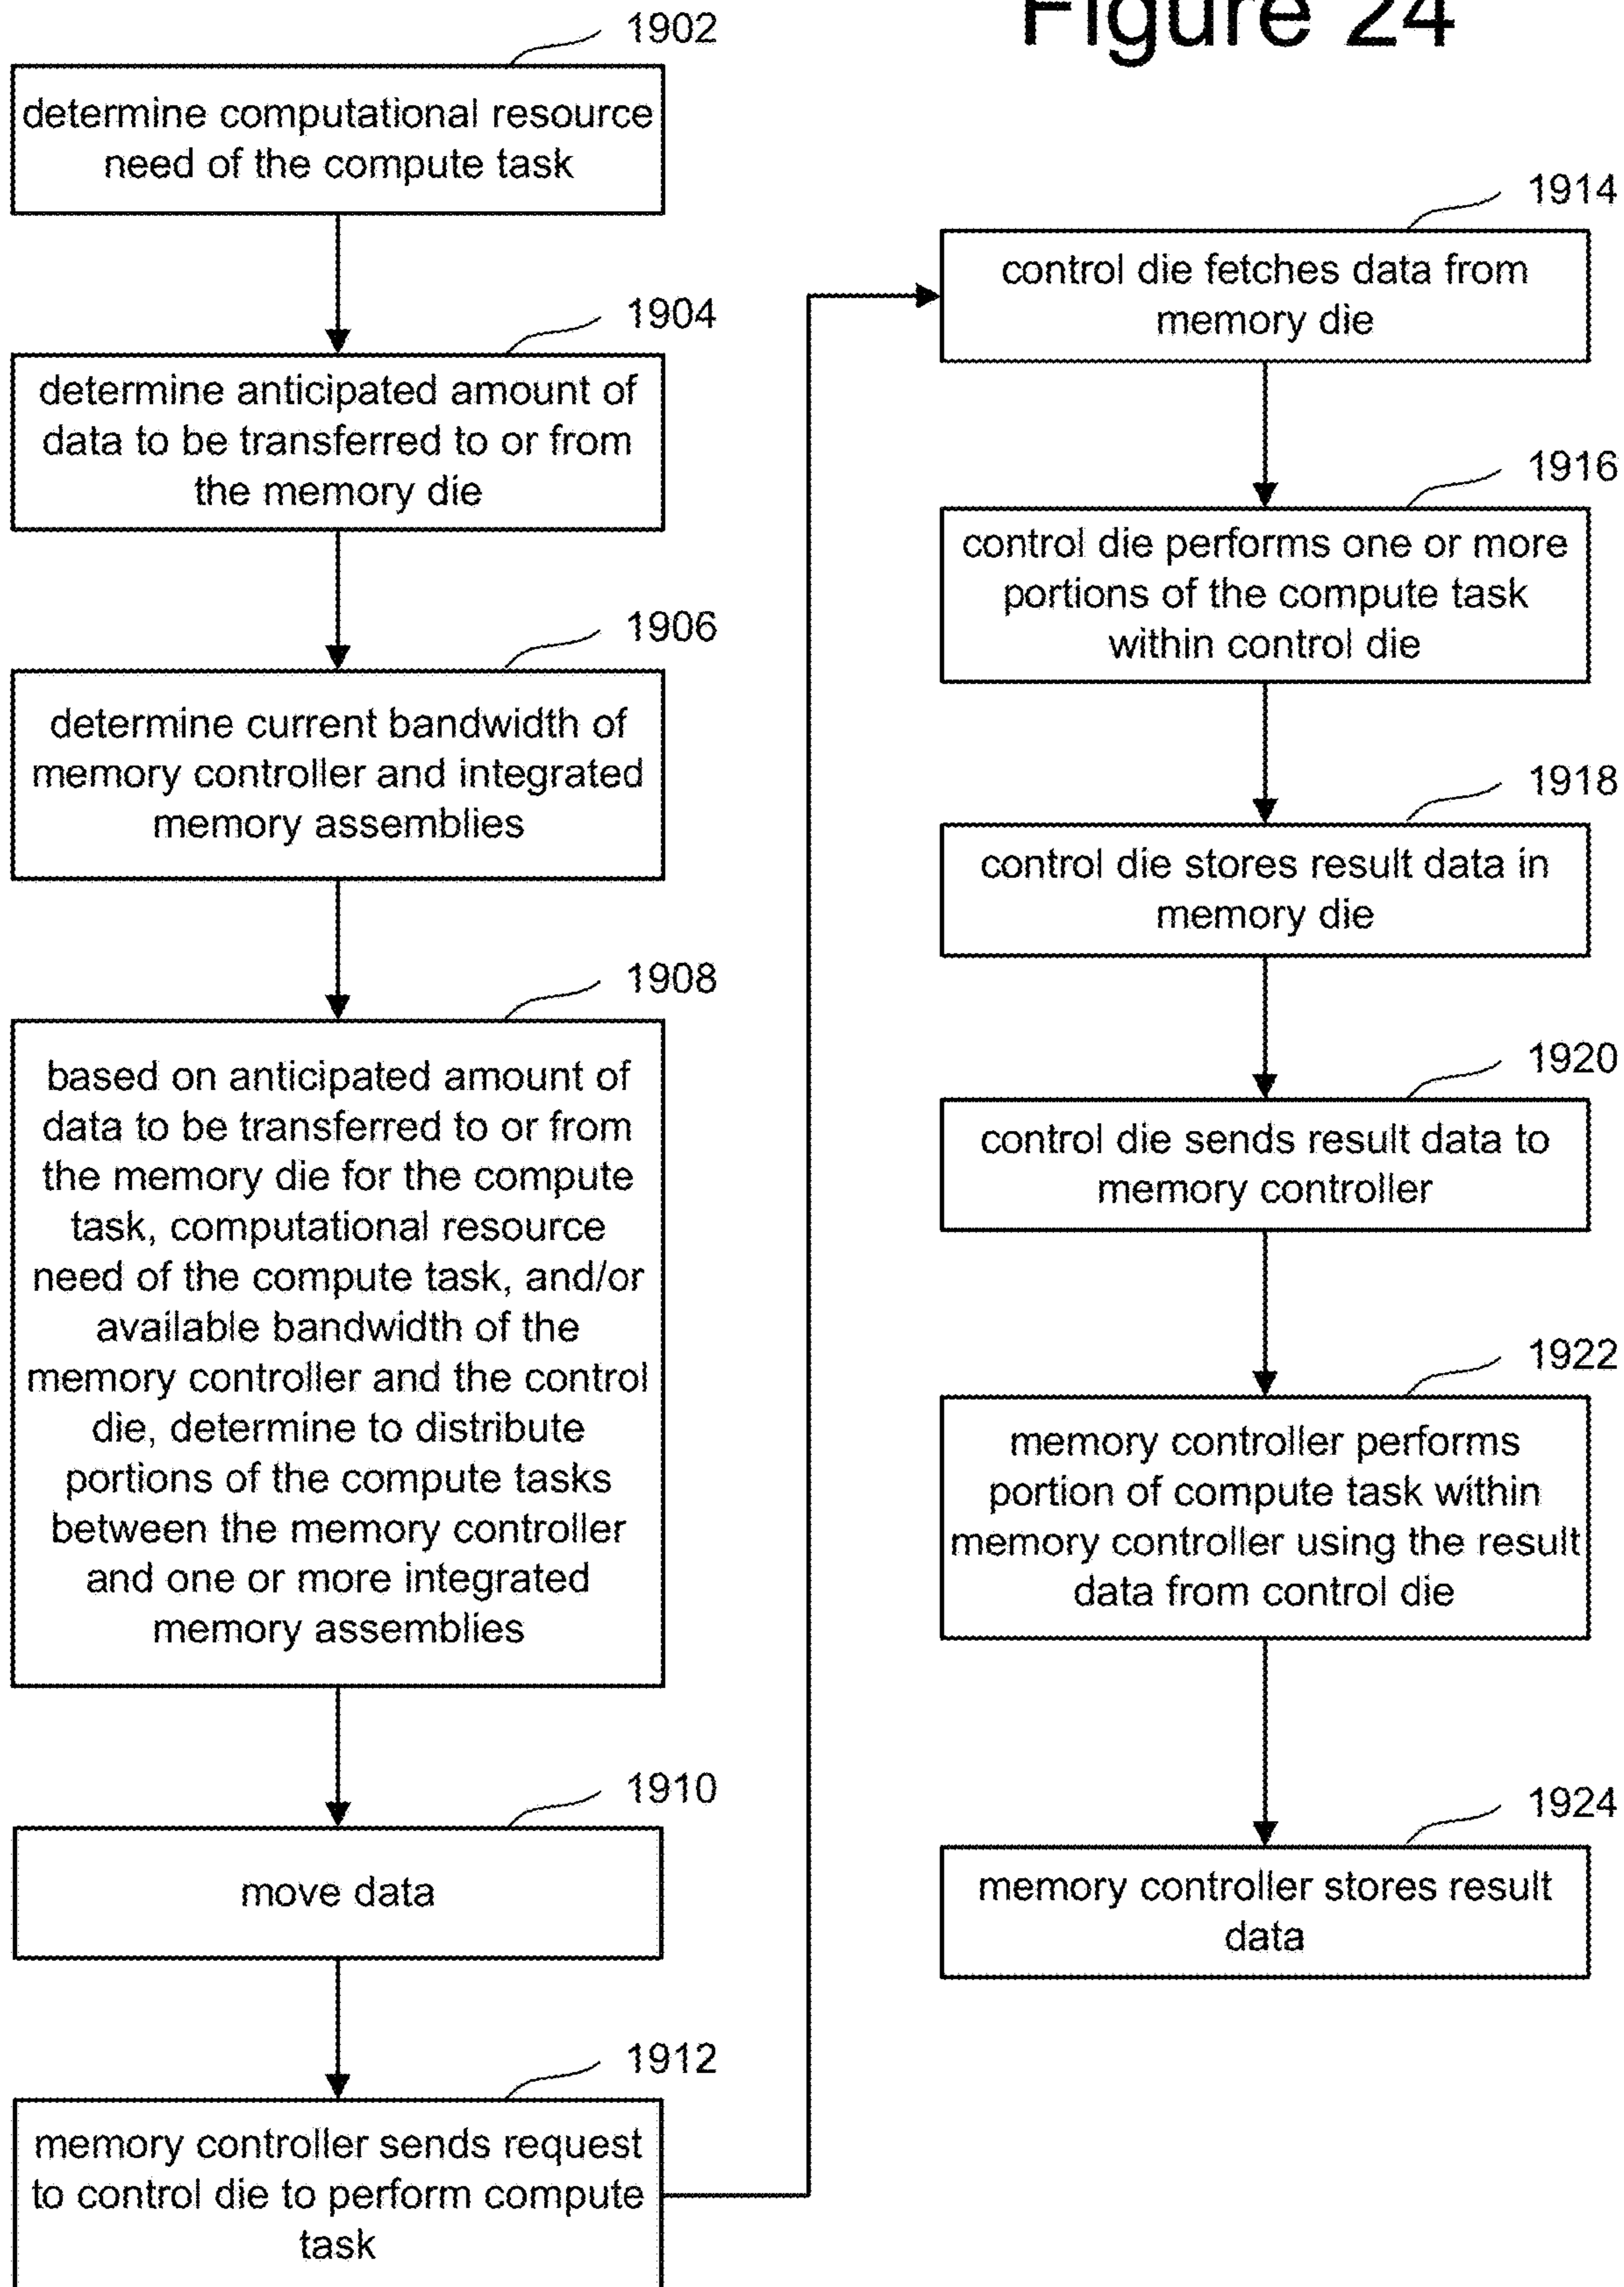 Figure 24
1902
determine computational resource
need of the compute task
1904
determine anticipated amount of
data to be transferred to or from
the memory die
1906
determine current bandwidth of
memory controller and integrated
memory assemblies
1908
based on anticipated amount of
data to be transferred to or from
the memory die for the compute
task, computational resource
need of the compute task, and/or
available bandwidth of the
memory controller and the control
die, determine to distribute
portions of the compute tasks
between the memory controller
and one or more integrated
memory assemblies
1910
move data
1912
memory controller sends request
to control die to perform compute
task
1914
control die fetches data from
memory die
1916
control die performs one or more
portions of the compute task
within control die
1918
control die stores result data in
memory die
1920
control die sends result data to
memory controller
1922
memory controller performs
portion of compute task within
memory controller using the result
data from control die
1924
memory controller stores result
data